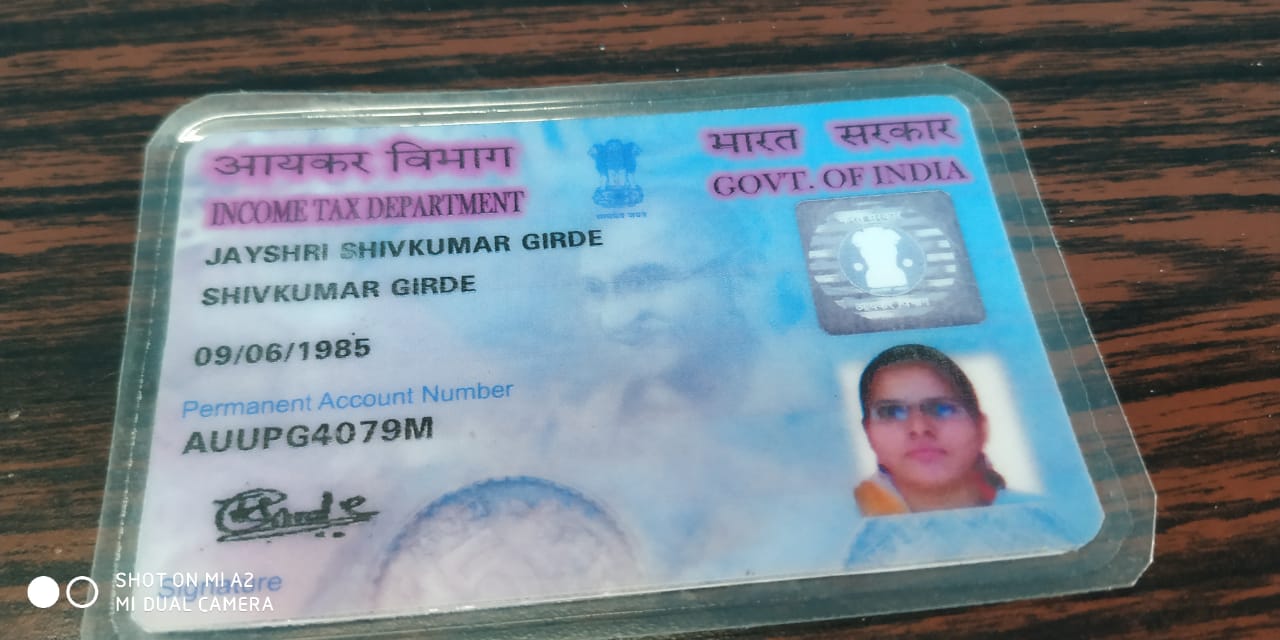 आयकर विभाग
INCOME TAX DEPARTMENT
भारत सरकार
GOVT. OF INDIA
सत्यमेव जयते
JAYSHRI SHIVKUMAR GIRDE
SHIVKUMAR GIRDE
09/06/1985
Permanent Account Number
AUUPG4079M
Girde
Signature
SHOT ON MI A2
MI DUAL CAMERA